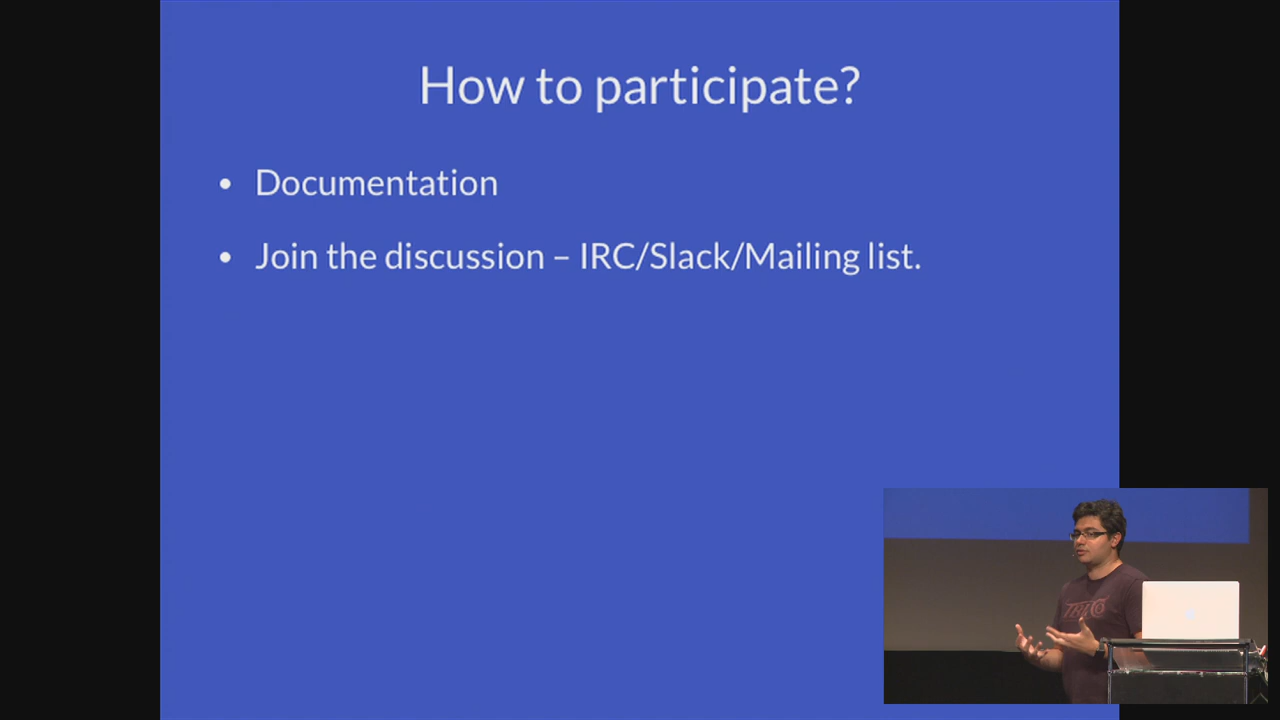 How to participate?
• Documentation
• Join the discussion – IRC/Slack/Mailing list.